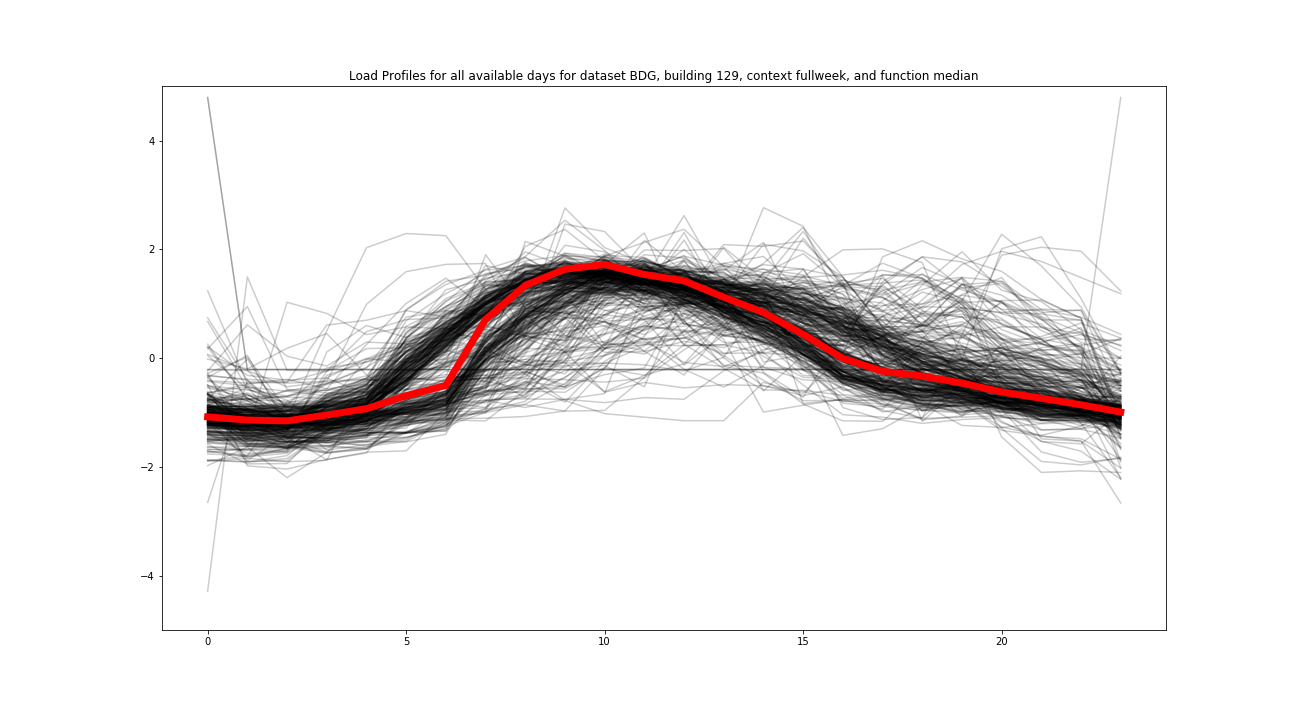 Load Profiles for all available days for dataset BDG, building 129, context fullweek, and function median
4
2
0
−2
−4
0 5 10 15 20